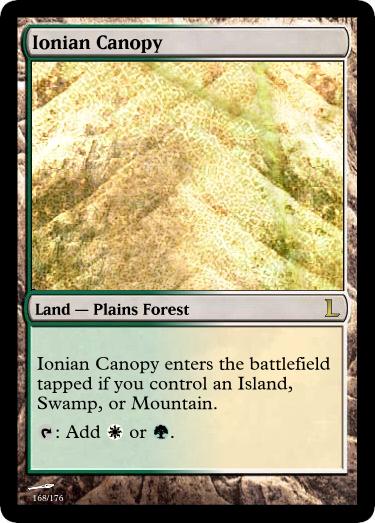 Ionian Canopy
Land — Plains Forest
L
Ionian Canopy enters the battlefield
tapped if you control an Island,
Swamp, or Mountain.
: Add or .
168/176